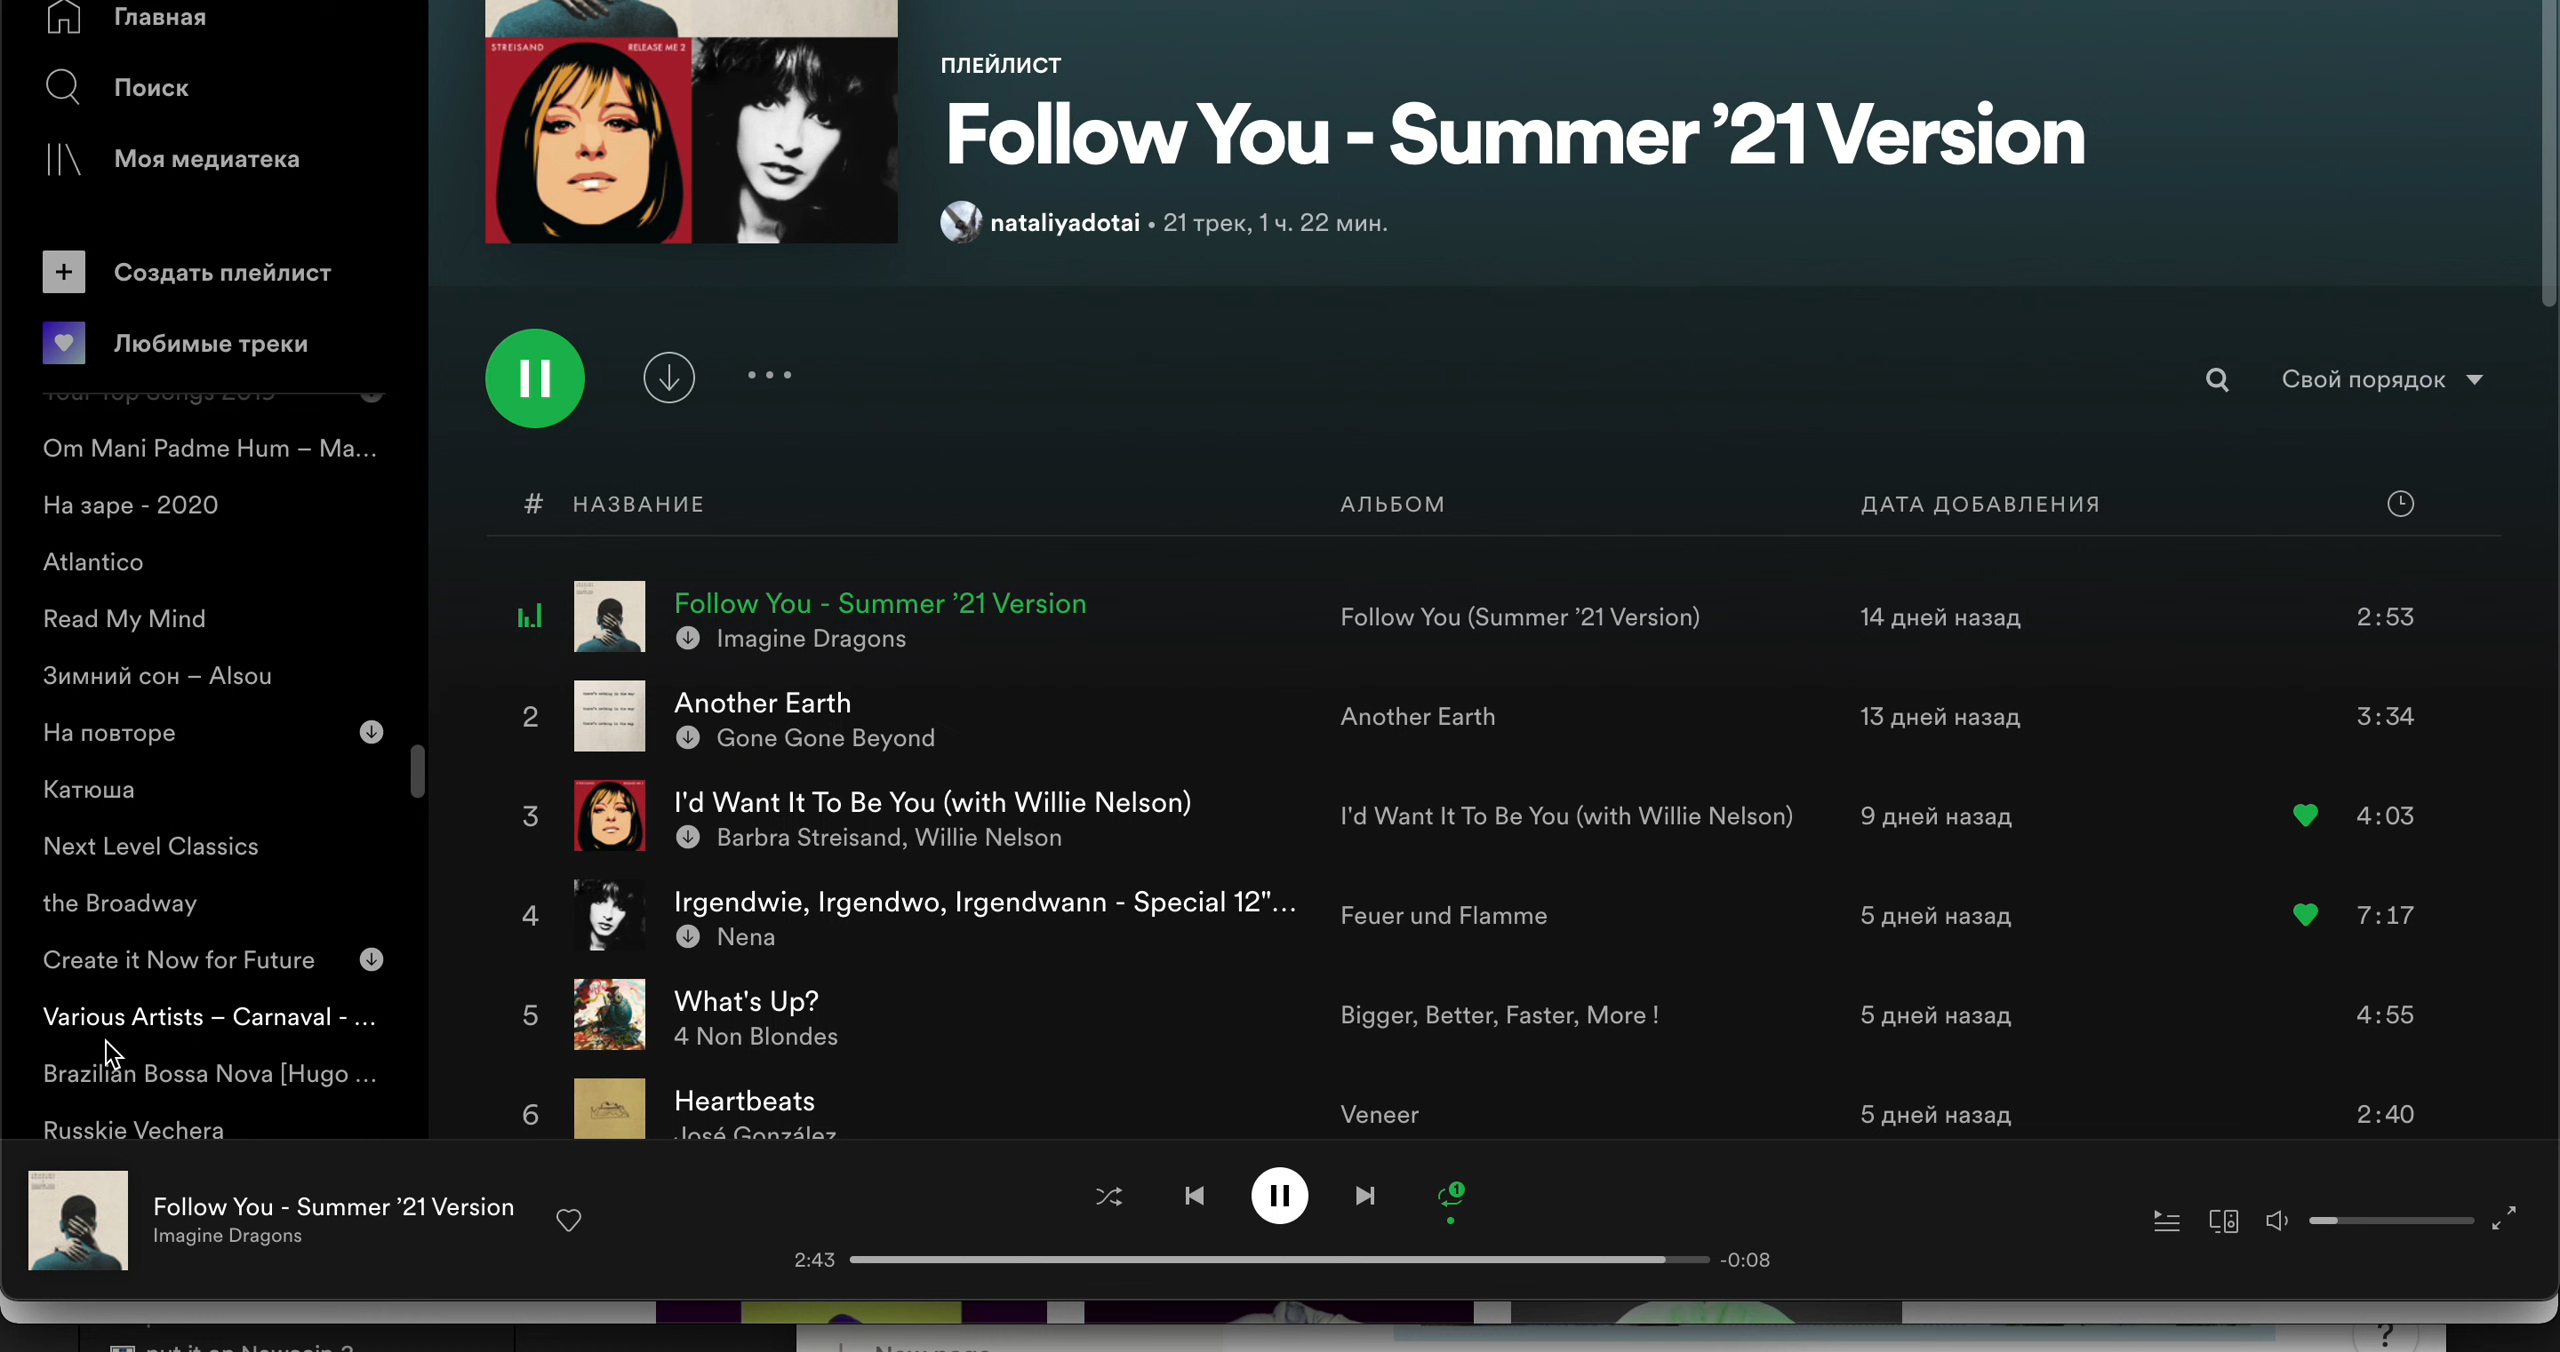 Главная
Поиск
Моя медиатека
Создать плейлист
Любимые треки
Your Top Songs 2019
Om Mani Padme Hum – Ma...
На заре - 2020
Atlantico
Read My Mind
Зимний сон – Alsou
На повторе
Катюша
Next Level Classics
the Broadway
Create it Now for Future
Various Artists – Carnaval - ...
Brazilian Bossa Nova [Hugo ...
Russkie Vechera
STREISAND RELEASE ME 2
ПЛЕЙЛИСТ
Follow You - Summer ’21 Version
nataliyadotai • 21 трек, 1 ч. 22 мин.
Свой порядок
# НАЗВАНИЕ АЛЬБОМ ДАТА ДОБАВЛЕНИЯ
Follow You - Summer ’21 Version
Imagine Dragons
Follow You (Summer ’21 Version) 14 дней назад 2:53
2 Another Earth
Gone Gone Beyond
Another Earth 13 дней назад 3:34
3 I'd Want It To Be You (with Willie Nelson)
Barbra Streisand, Willie Nelson
I'd Want It To Be You (with Willie Nelson) 9 дней назад 4:03
4 Irgendwie, Irgendwo, Irgendwann - Special 12"...
Nena
Feuer und Flamme 5 дней назад 7:17
5 What's Up?
4 Non Blondes
Bigger, Better, Faster, More ! 5 дней назад 4:55
6 Heartbeats
José González
Veneer 5 дней назад 2:40
Follow You - Summer ’21 Version
Imagine Dragons
1
2:43 -0:08
?
New page